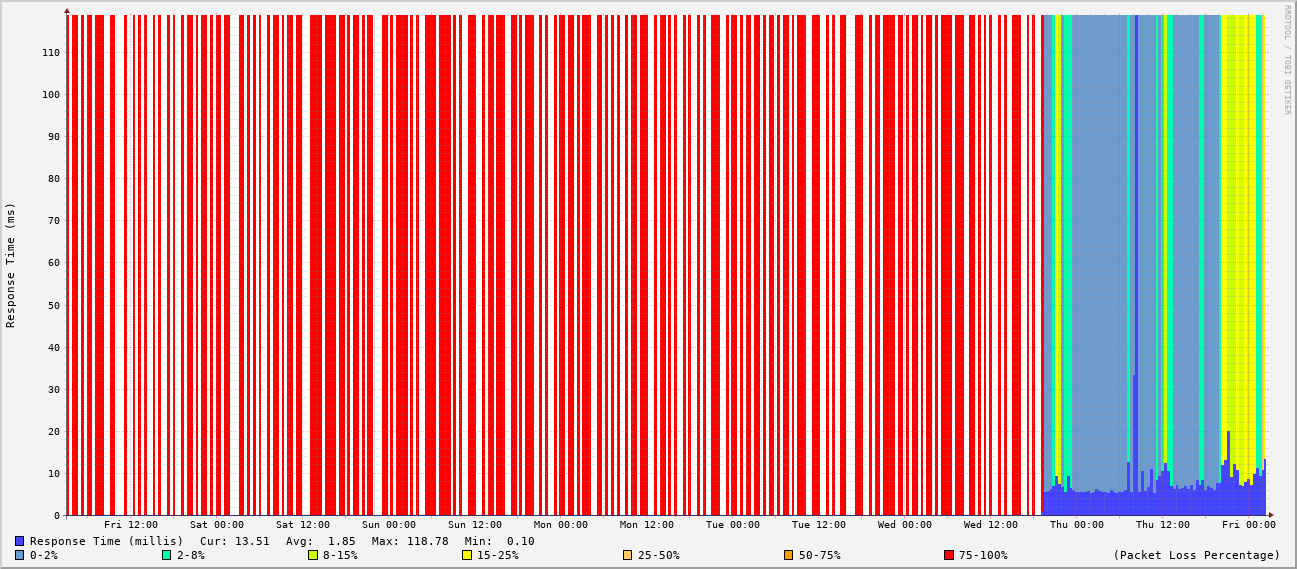 RRDTOOL / TOBI OETIKER
Response Time (ms)
110
100
90
80
70
60
50
40
30
20
10
0
Fri 12:00 Sat 00:00 Sat 12:00 Sun 00:00 Sun 12:00 Mon 00:00 Mon 12:00 Tue 00:00 Tue 12:00 Wed 00:00 Wed 12:00 Thu 00:00 Thu 12:00 Fri 00:00
Response Time (millis) Cur: 13.51 Avg: 1.85 Max: 118.78 Min: 0.10
0-2% 2-8% 8-15% 15-25% 25-50% 50-75% 75-100% (Packet Loss Percentage)